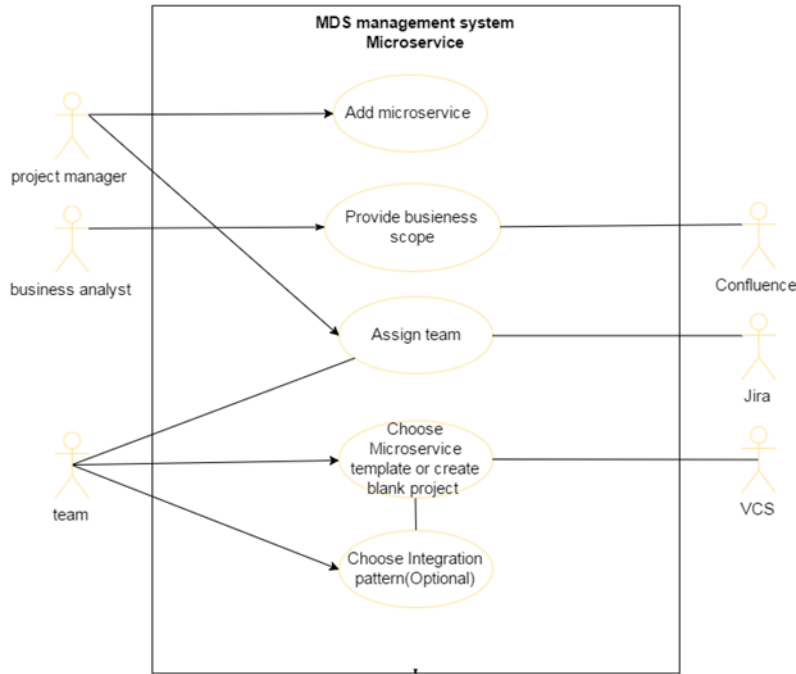 MDS management system
Microservice
Add microservice
project manager
Provide busieness
scope
business analyst
Confluence
Assign team
Jira
Choose
Microservice
template or create
blank project
team
VCS
Choose Integration
pattern(Optional)